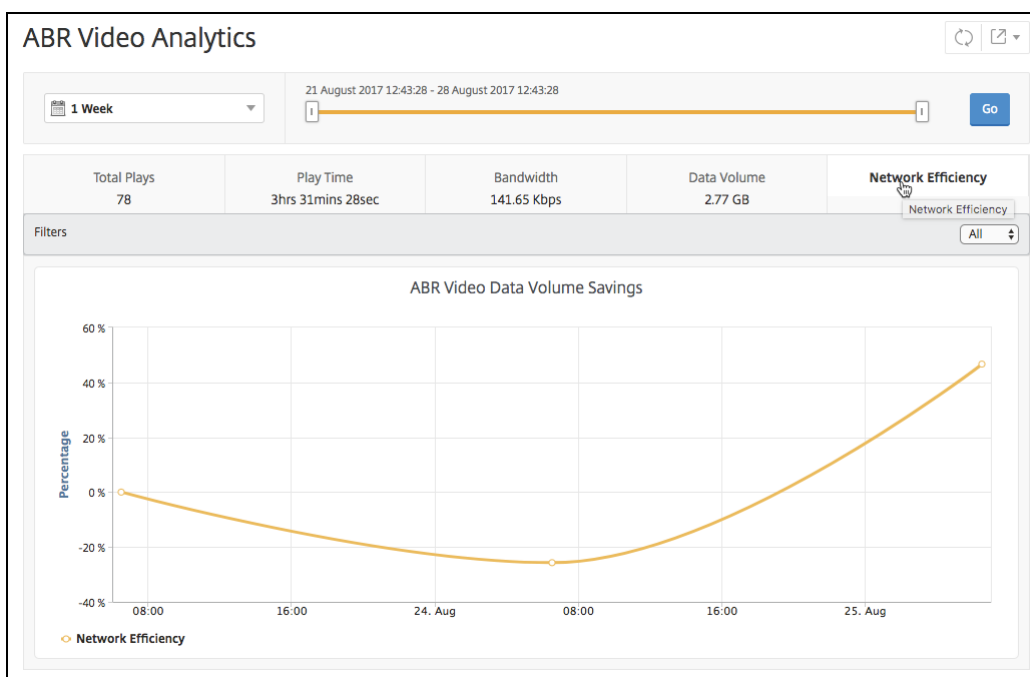 ABR Video Analytics
1 Week
21 August 2017 12:43:28 - 28 August 2017 12:43:28
Go
Total Plays
78
Play Time
3hrs 31mins 28sec
Bandwidth
141.65 Kbps
Data Volume
2.77 GB
Network Efficiency
Network Efficiency
Filters
All
ABR Video Data Volume Savings
60 %
40 %
20 %
0 %
-20 %
-40 %
Percentage
08:00
16:00
24. Aug
08:00
16:00
25. Aug
Network Efficiency